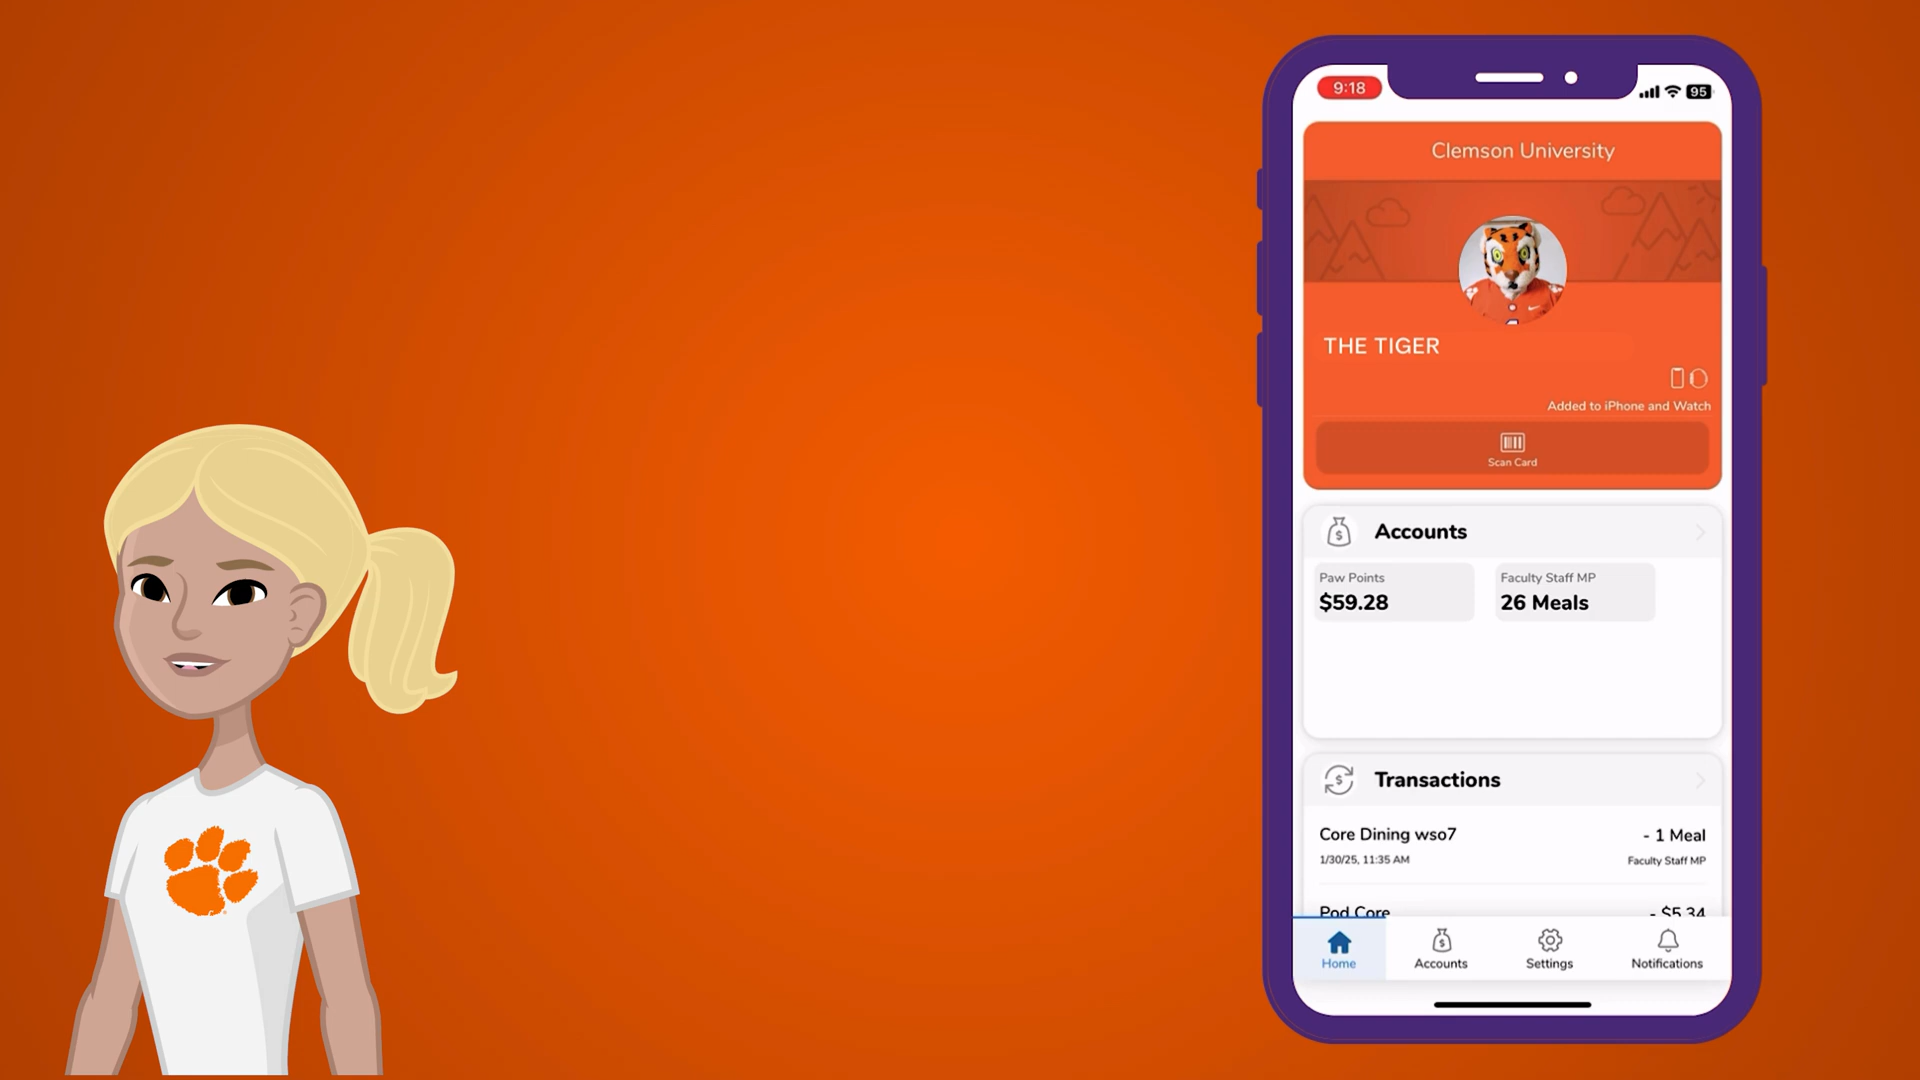 9:18
95
Clemson University
THE TIGER
Added to iPhone and Watch
Scan Card
Accounts
Paw Points
$59.28
Faculty Staff MP
26 Meals
Transactions
Core Dining wso7
- 1 Meal
1/30/25, 11:35 AM
Faculty Staff MP
Pod Core
- $5.34
Home
Accounts
Settings
Notifications